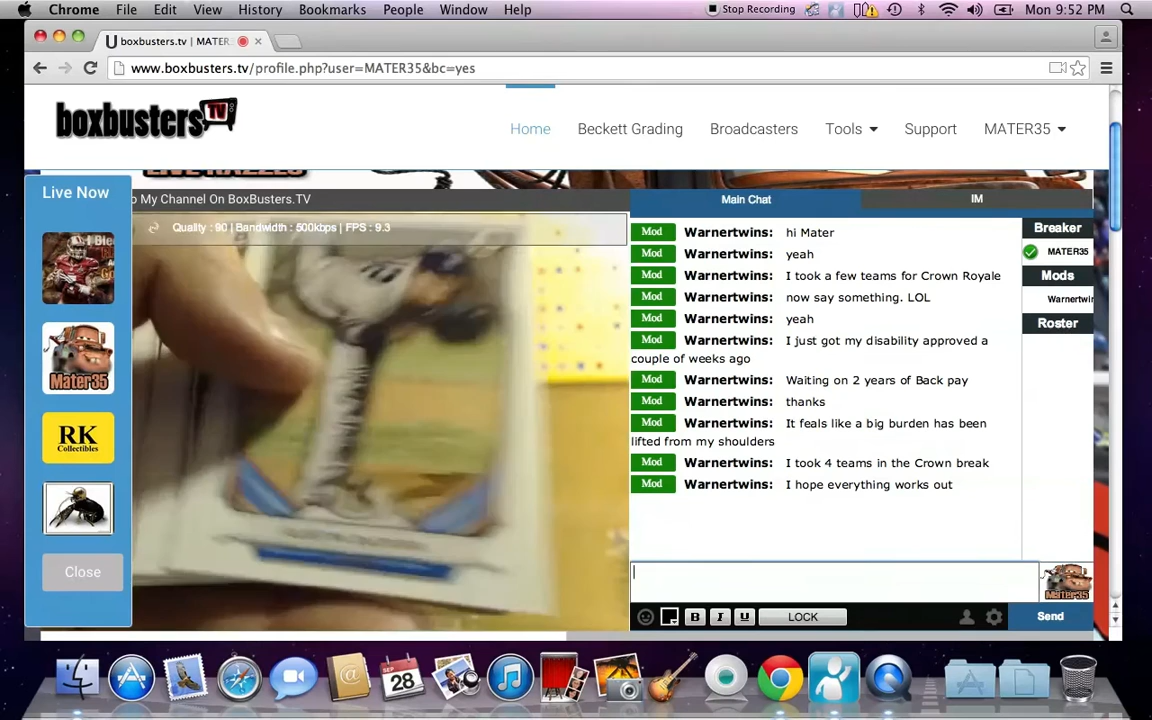 Chrome File Edit View History Bookmarks People Window Help Stop Recording Mon 9:52 PM
boxbusters.tv | MATER
www.boxbusters.tv/profile.php?user=MATER35&bc=yes
boxbusters TV
Home Beckett Grading Broadcasters Tools Support MATER35
LIVE RAZZES
Live Now
o My Channel On BoxBusters.TV
Main Chat IM
Quality : 90 | Bandwidth : 500kbps | FPS : 9.3
Mod Warnertwins: hi Mater
Mod Warnertwins: yeah
Mod Warnertwins: I took a few teams for Crown Royale
Mod Warnertwins: now say something. LOL
Mod Warnertwins: yeah
Mod Warnertwins: I just got my disability approved a
couple of weeks ago
Mod Warnertwins: Waiting on 2 years of Back pay
Mod Warnertwins: thanks
Mod Warnertwins: It feals like a big burden has been
lifted from my shoulders
Mod Warnertwins: I took 4 teams in the Crown break
Mod Warnertwins: I hope everything works out
Breaker
MATER35
Mods
Warnertwin
Roster
Mater35
RK
Collectibles
Close
B I U LOCK Send
SEP
28